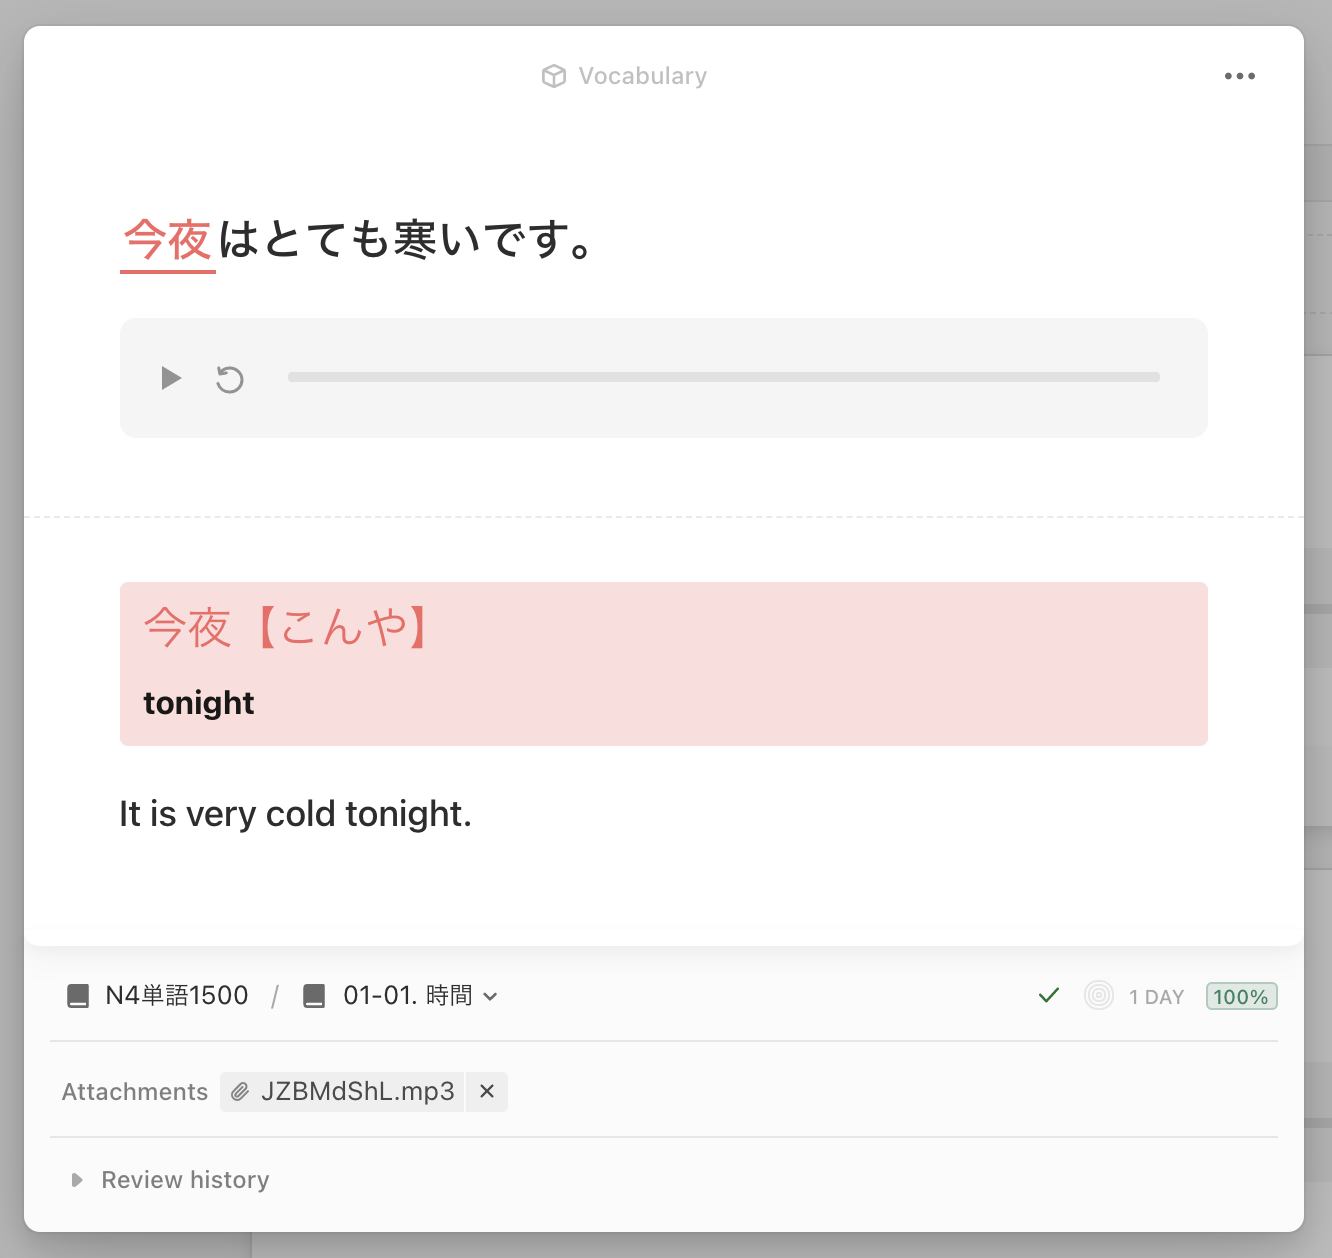 Vocabulary
今夜はとても寒いです。
今夜【こんや】
tonight
It is very cold tonight.
N4単語1500 / 01-01. 時間
1 DAY 100%
Attachments JZBMdShL.mp3
Review history